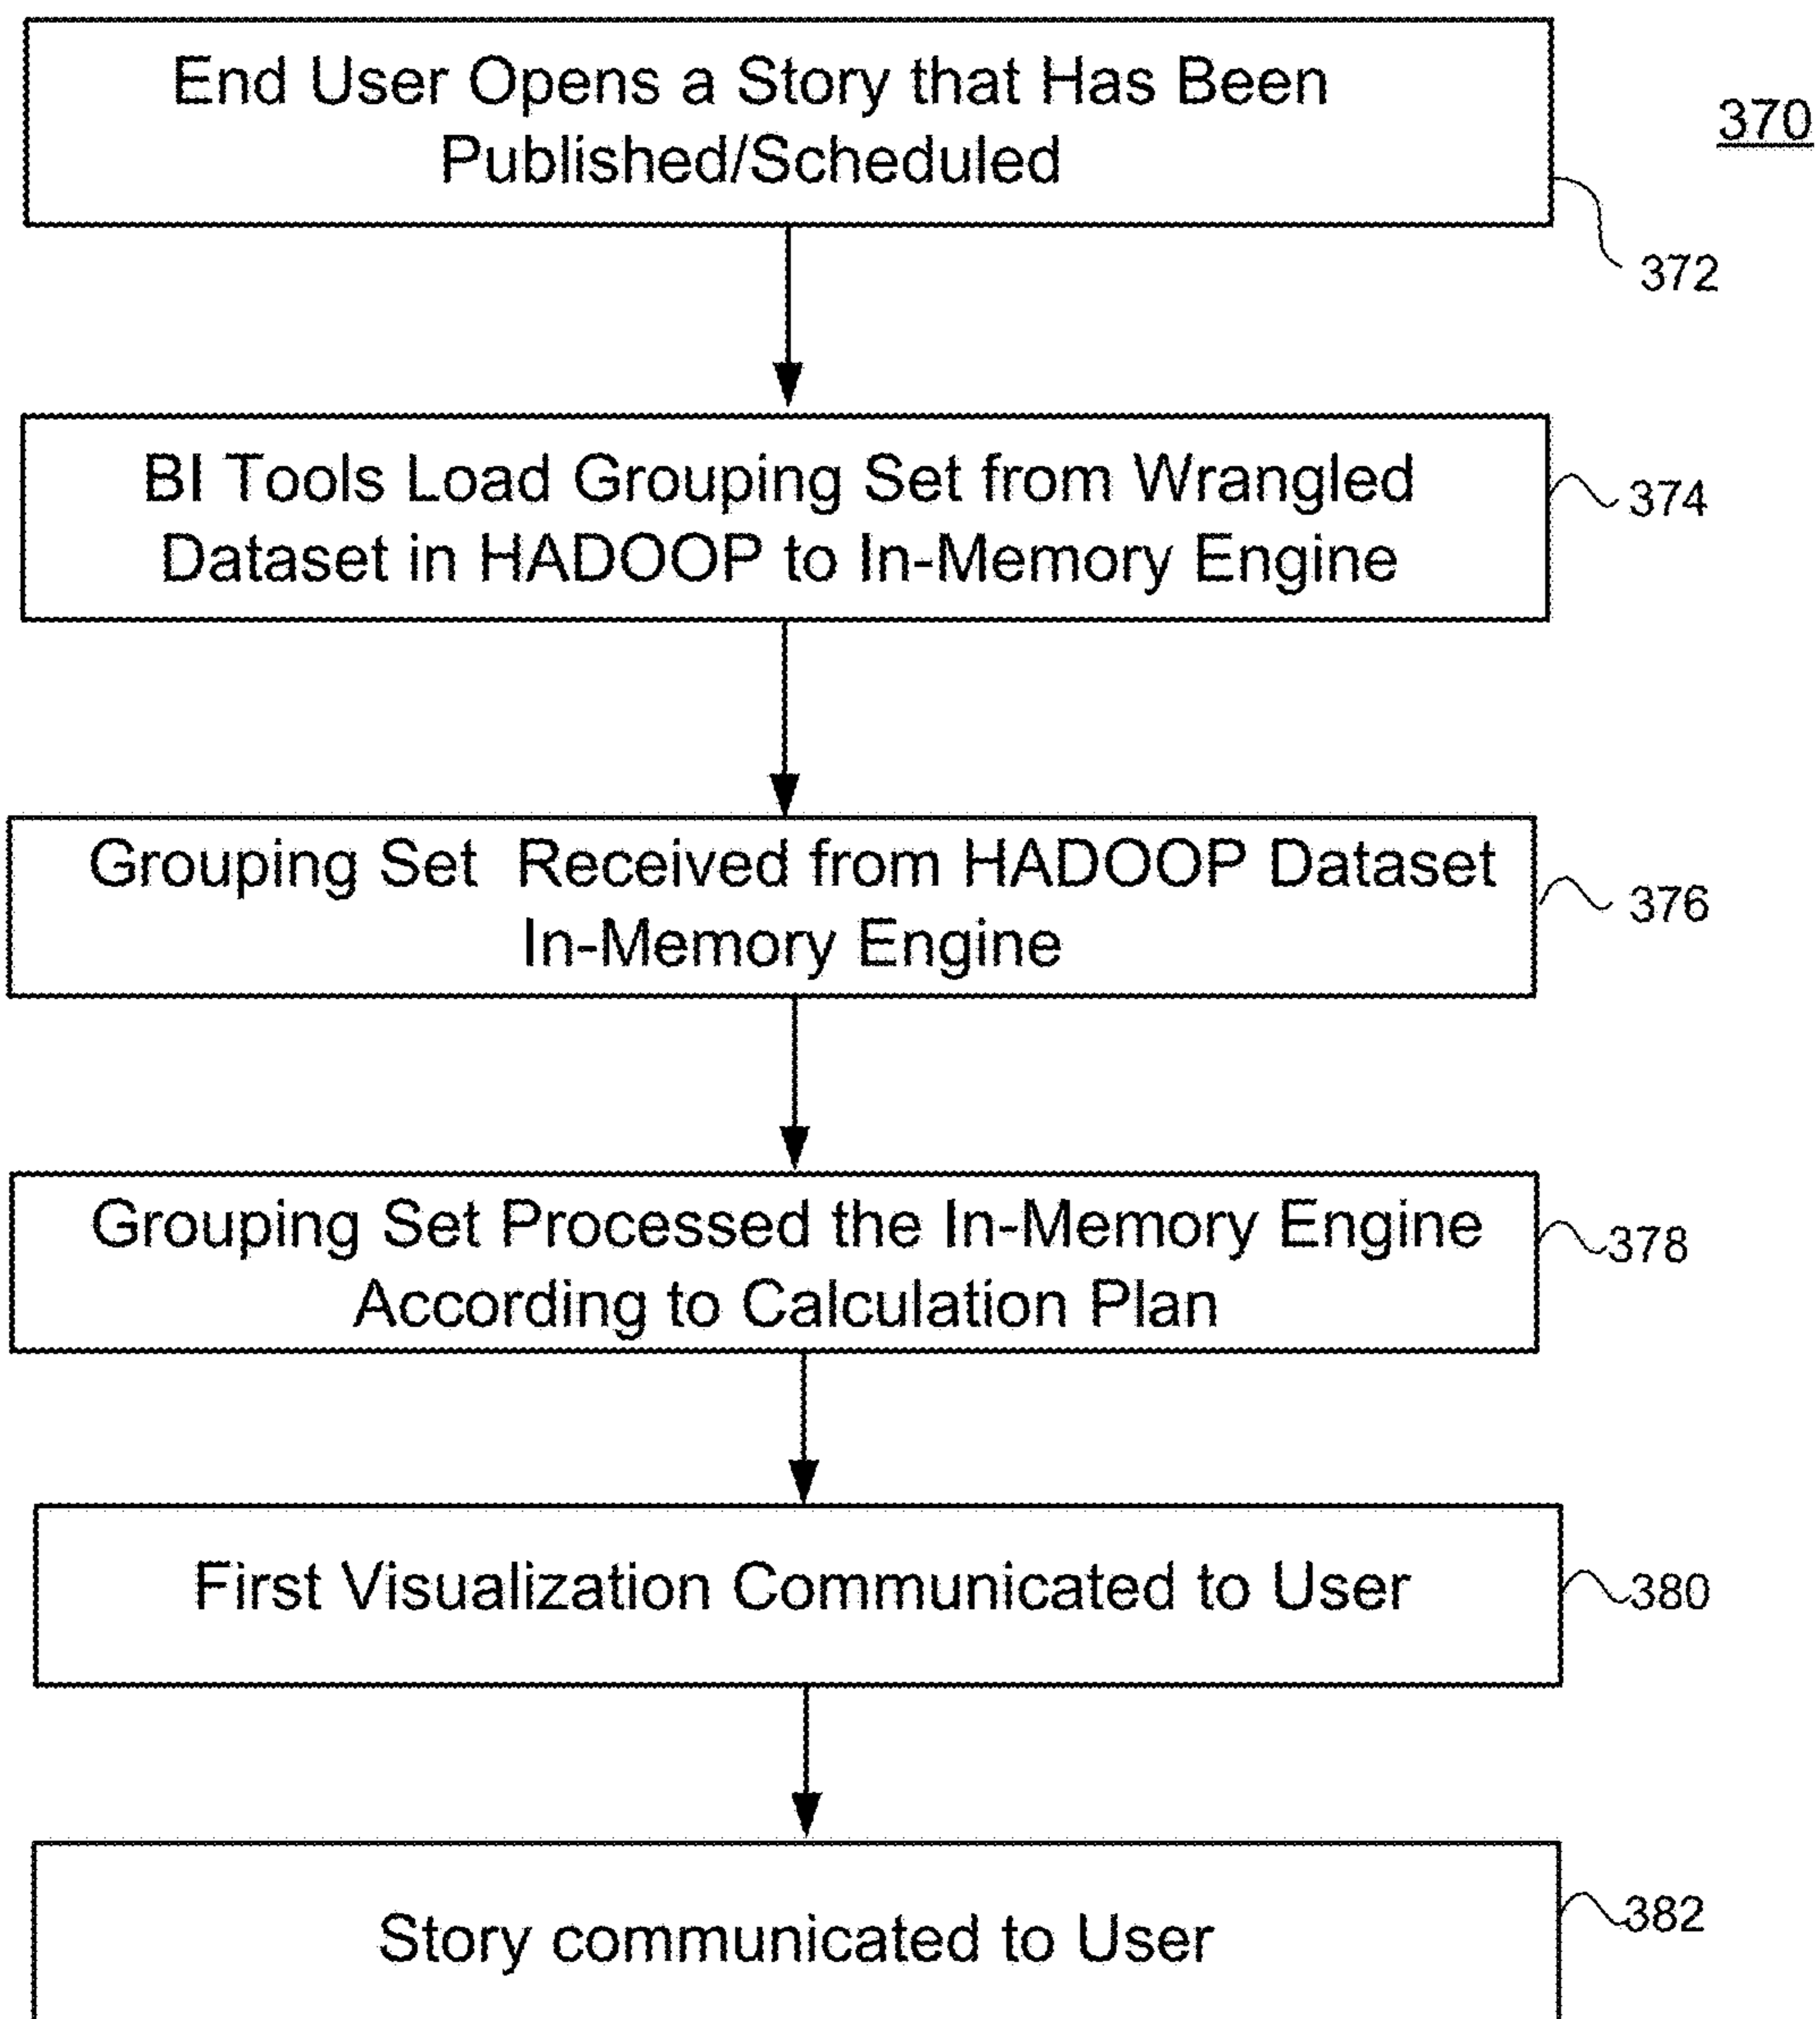 End User Opens a Story that Has Been
Published/Scheduled
370
372
BI Tools Load Grouping Set from Wrangled
Dataset in HADOOP to In-Memory Engine
374
Grouping Set Received from HADOOP Dataset
In-Memory Engine
376
Grouping Set Processed the In-Memory Engine
According to Calculation Plan
378
First Visualization Communicated to User
380
Story communicated to User
382